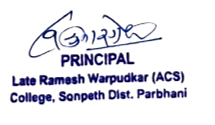 PRINCIPAL
Late Ramesh Warpudkar (ACS)
College, Sonpeth Dist. Parbhani